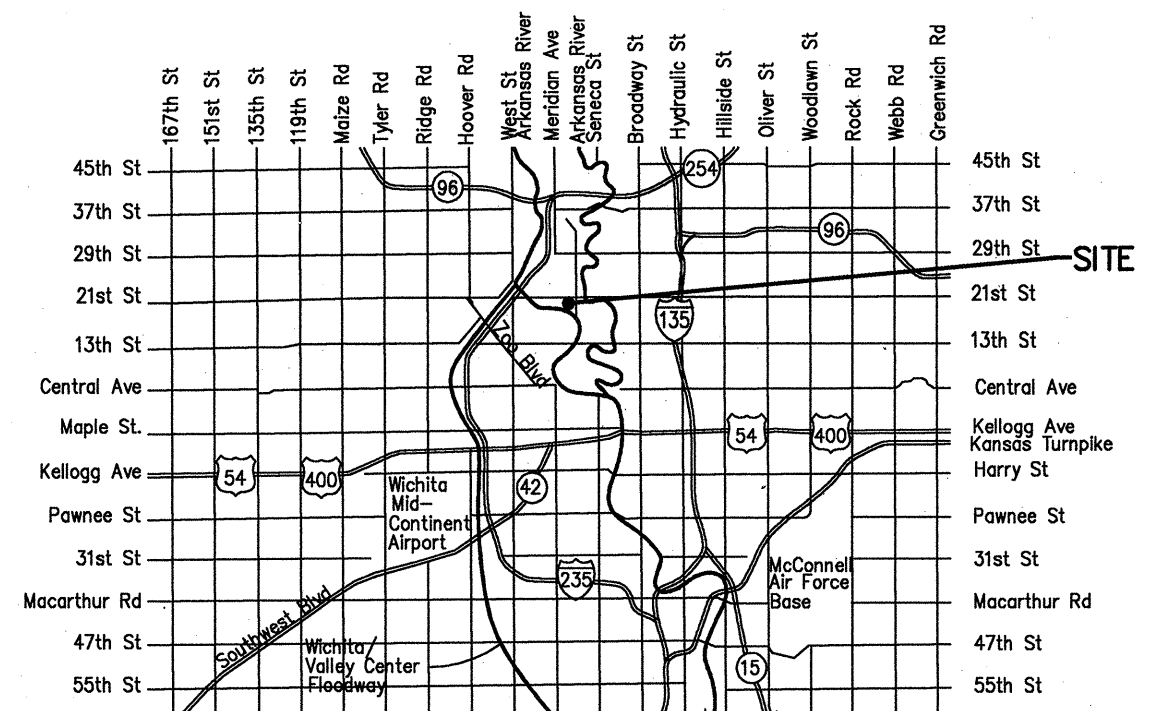 167th St
151st St
135th St
119th St
Maize Rd
Tyler Rd
Ridge Rd
Hoover Rd
West St
Arkansas River
Meridian Ave
Arkansas River
Seneca St
Broadway St
Hydraulic St
Hillside St
Oliver St
Woodlawn St
Rock Rd
Webb Rd
Greenwich Rd
45th St
254
45th St
96
37th St
37th St
96
29th St
29th St
SITE
21st St
21st St
135
13th St
Zoo Blvd
13th St
Central Ave
Central Ave
Maple St.
54
400
Kellogg Ave
Kansas Turnpike
Kellogg Ave
54
400
Harry St
Wichita
Mid-
Continent
Airport
42
Pawnee St
Pawnee St
31st St
31st St
235
McConnell
Air Force
Base
Macarthur Rd
Macarthur Rd
Southwest Blvd
47th St
Wichita/
Valley Center
Floodway
47th St
15
55th St
55th St